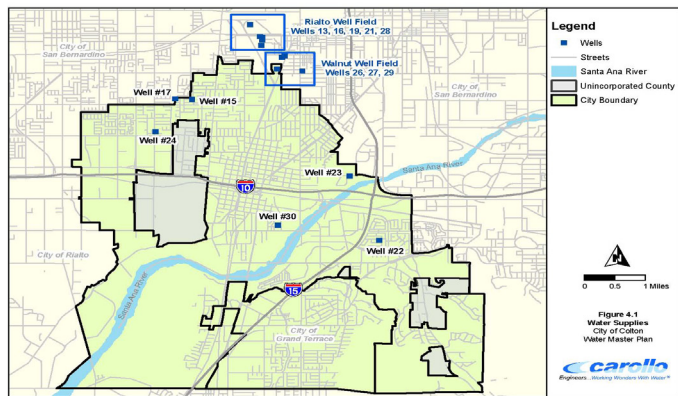 Rialto Well Field
Wells 13, 16, 19, 21, 28
City of
San Bernardino
Walnut Well Field
Wells 26, 27, 29
Well #17
Well #15
City of
San Bernardino
Well #24
Santa Ana River
Well #23
10
Well #30
Well #22
City of Rialto
Santa Ana River
15
City of
Grand Terrace
Legend
Wells
Streets
Santa Ana River
Unincorporated County
City Boundary
0 0.5 1 Miles
Figure 4.1
Water Supplies
City of Colton
Water Master Plan
carollo
Engineers...Working Wonders With Water